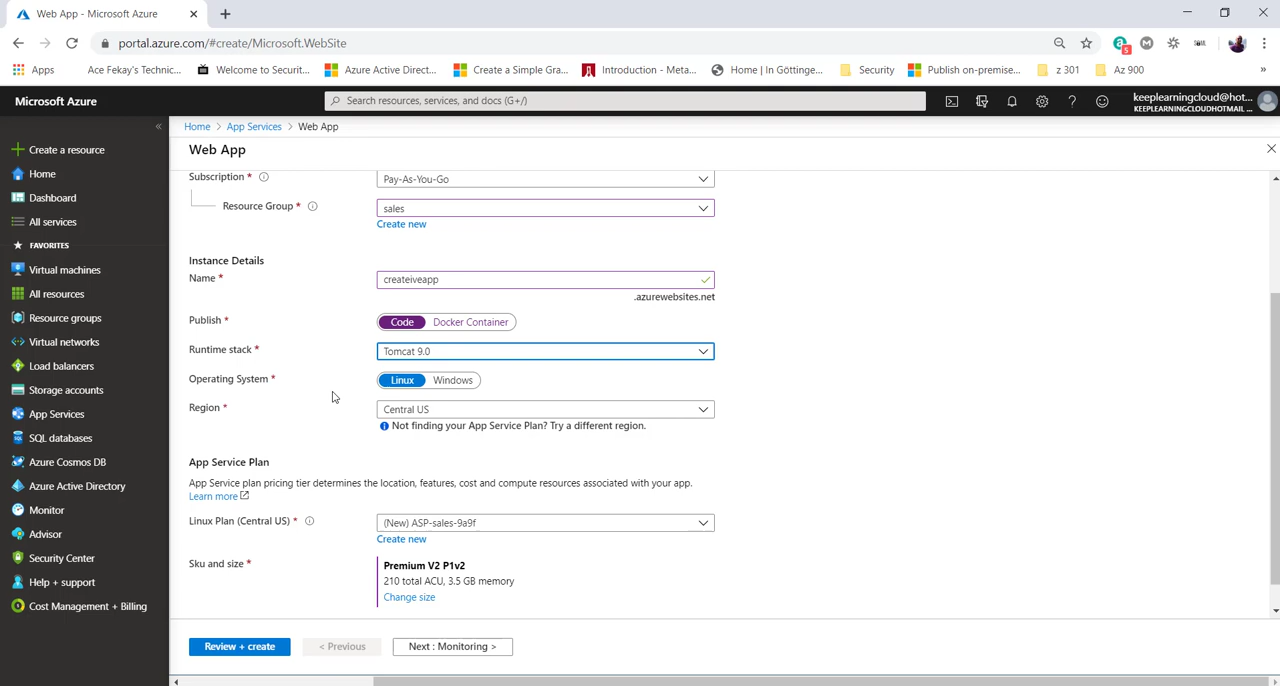 Web App - Microsoft Azure
portal.azure.com/#create/Microsoft.WebSite
Apps Ace Fekay's Technic... Welcome to Securit... Azure Active Direct... Create a Simple Gra... Introduction - Meta... Home | In Göttinge... Security Publish on-premise... z 301 Az 900 »
Microsoft Azure
Search resources, services, and docs (G+/)
keeplearningcloud@hot...
KEEPLEARNINGCLOUDHOTMAIL ...
Home > App Services > Web App
Web App
Create a resource
Home
Dashboard
All services
FAVORITES
Virtual machines
All resources
Resource groups
Virtual networks
Load balancers
Storage accounts
App Services
SQL databases
Azure Cosmos DB
Azure Active Directory
Monitor
Advisor
Security Center
Help + support
Cost Management + Billing
Subscription * Pay-As-You-Go
Resource Group * sales
Create new
Instance Details
Name * createiveapp
.azurewebsites.net
Publish * Code Docker Container
Runtime stack * Tomcat 9.0
Operating System * Linux Windows
Region * Central US
Not finding your App Service Plan? Try a different region.
App Service Plan
App Service plan pricing tier determines the location, features, cost and compute resources associated with your app.
Learn more
Linux Plan (Central US) * (New) ASP-sales-9a9f
Create new
Sku and size * Premium V2 P1v2
210 total ACU, 3.5 GB memory
Change size
Review + create < Previous Next : Monitoring >